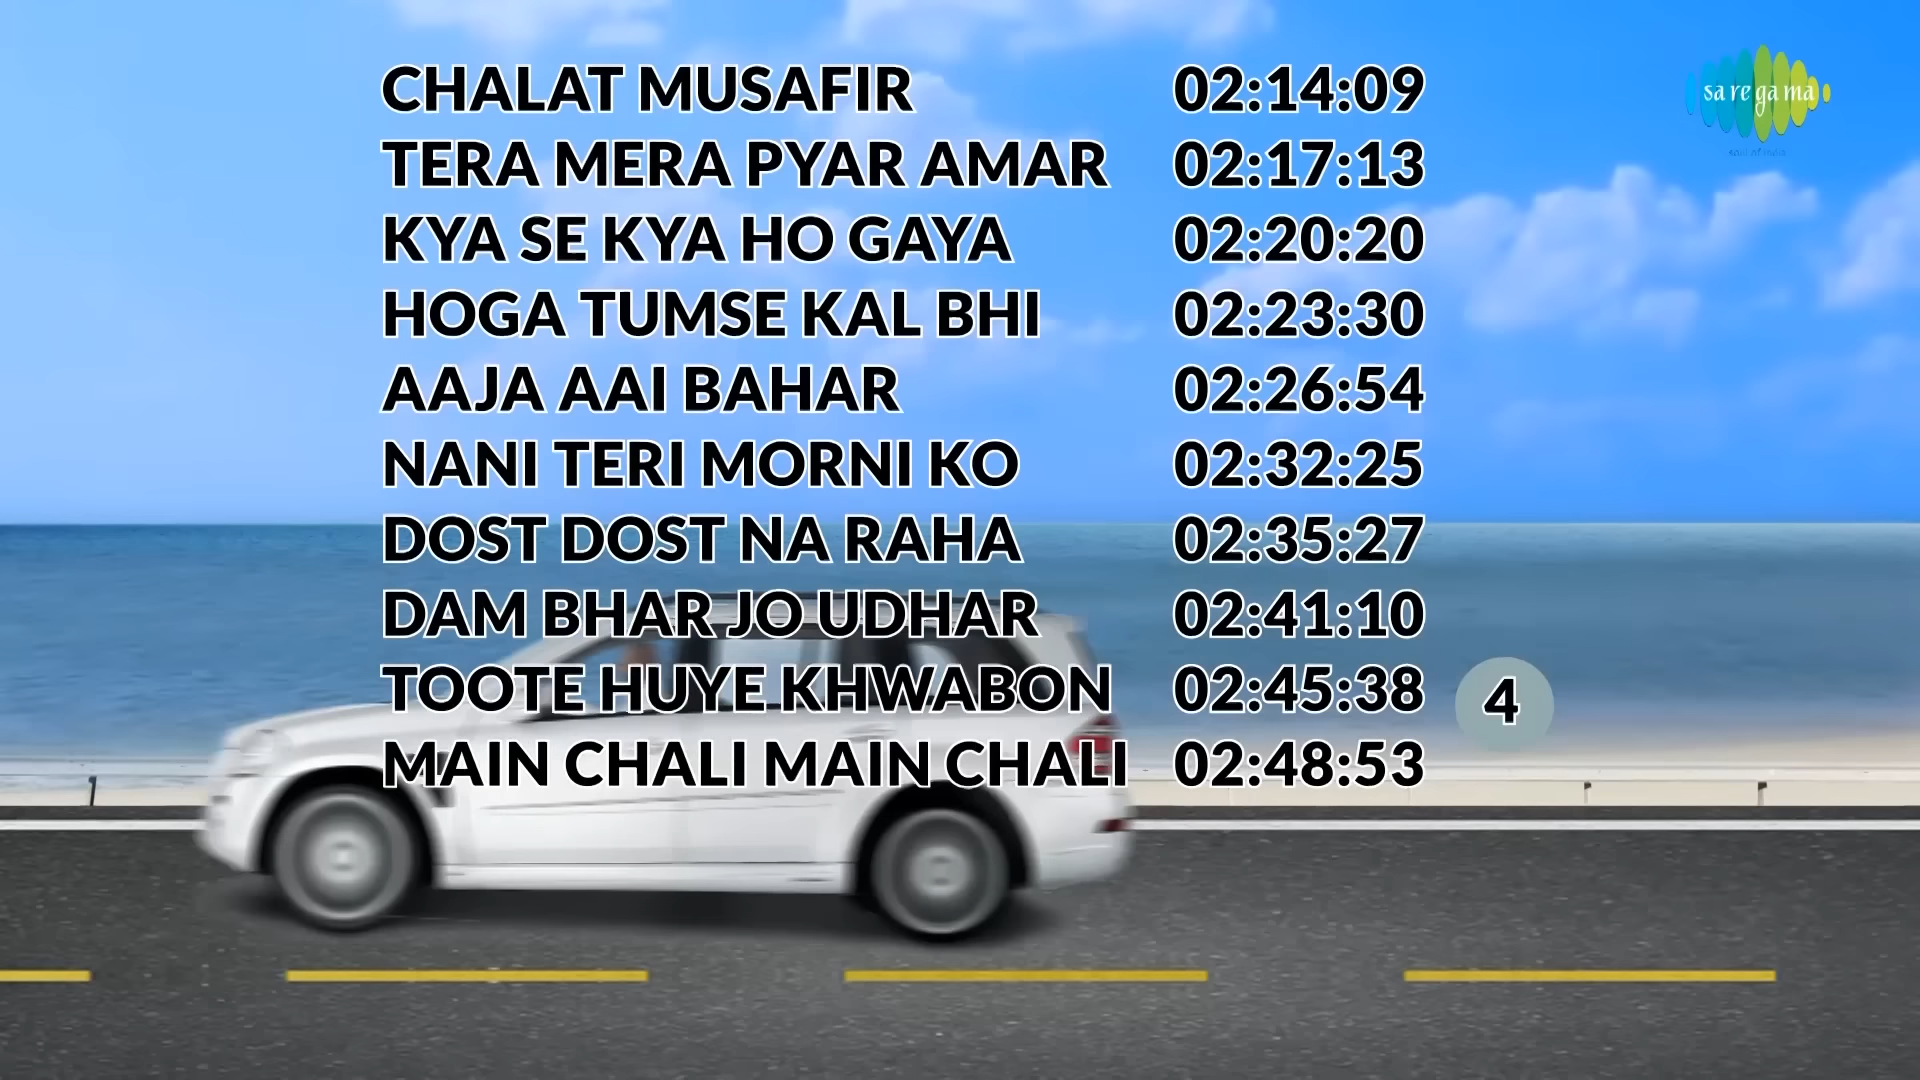 CHALAT MUSAFIR 02:14:09
TERA MERA PYAR AMAR 02:17:13
KYA SE KYA HO GAYA 02:20:20
HOGA TUMSE KAL BHI 02:23:30
AAJA AAI BAHAR 02:26:54
NANI TERI MORNI KO 02:32:25
DOST DOST NA RAHA 02:35:27
DAM BHAR JO UDHAR 02:41:10
TOOTE HUYE KHWABON 02:45:38
4
MAIN CHALI MAIN CHALI 02:48:53
sa re ga ma
soul of india